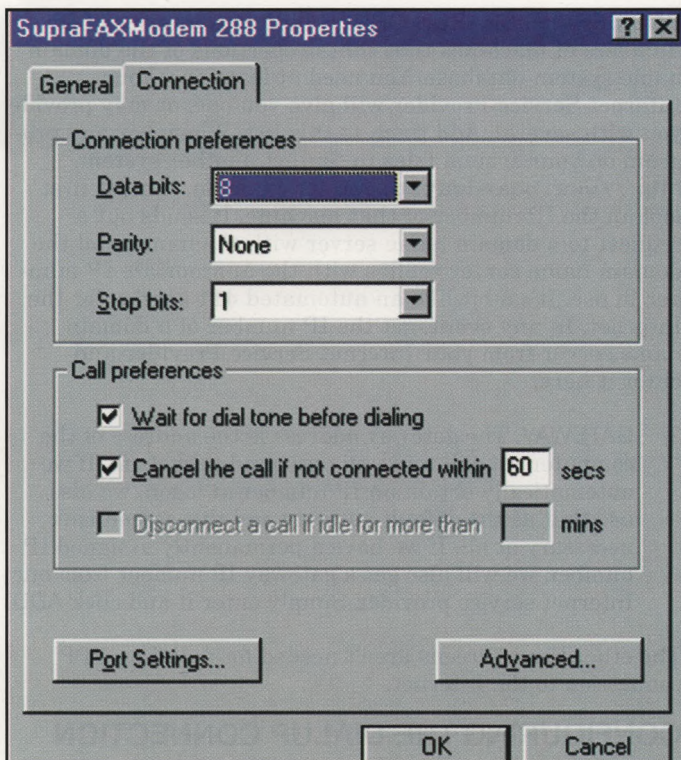 SupraFAXModem 288 Properties
General
Connection
Connection preferences
Data bits: 8
Parity: None
Stop bits: 1
Call preferences
Wait for dial tone before dialing
Cancel the call if not connected within 60 secs
Disconnect a call if idle for more than mins
Port Settings...
Advanced...
OK
Cancel